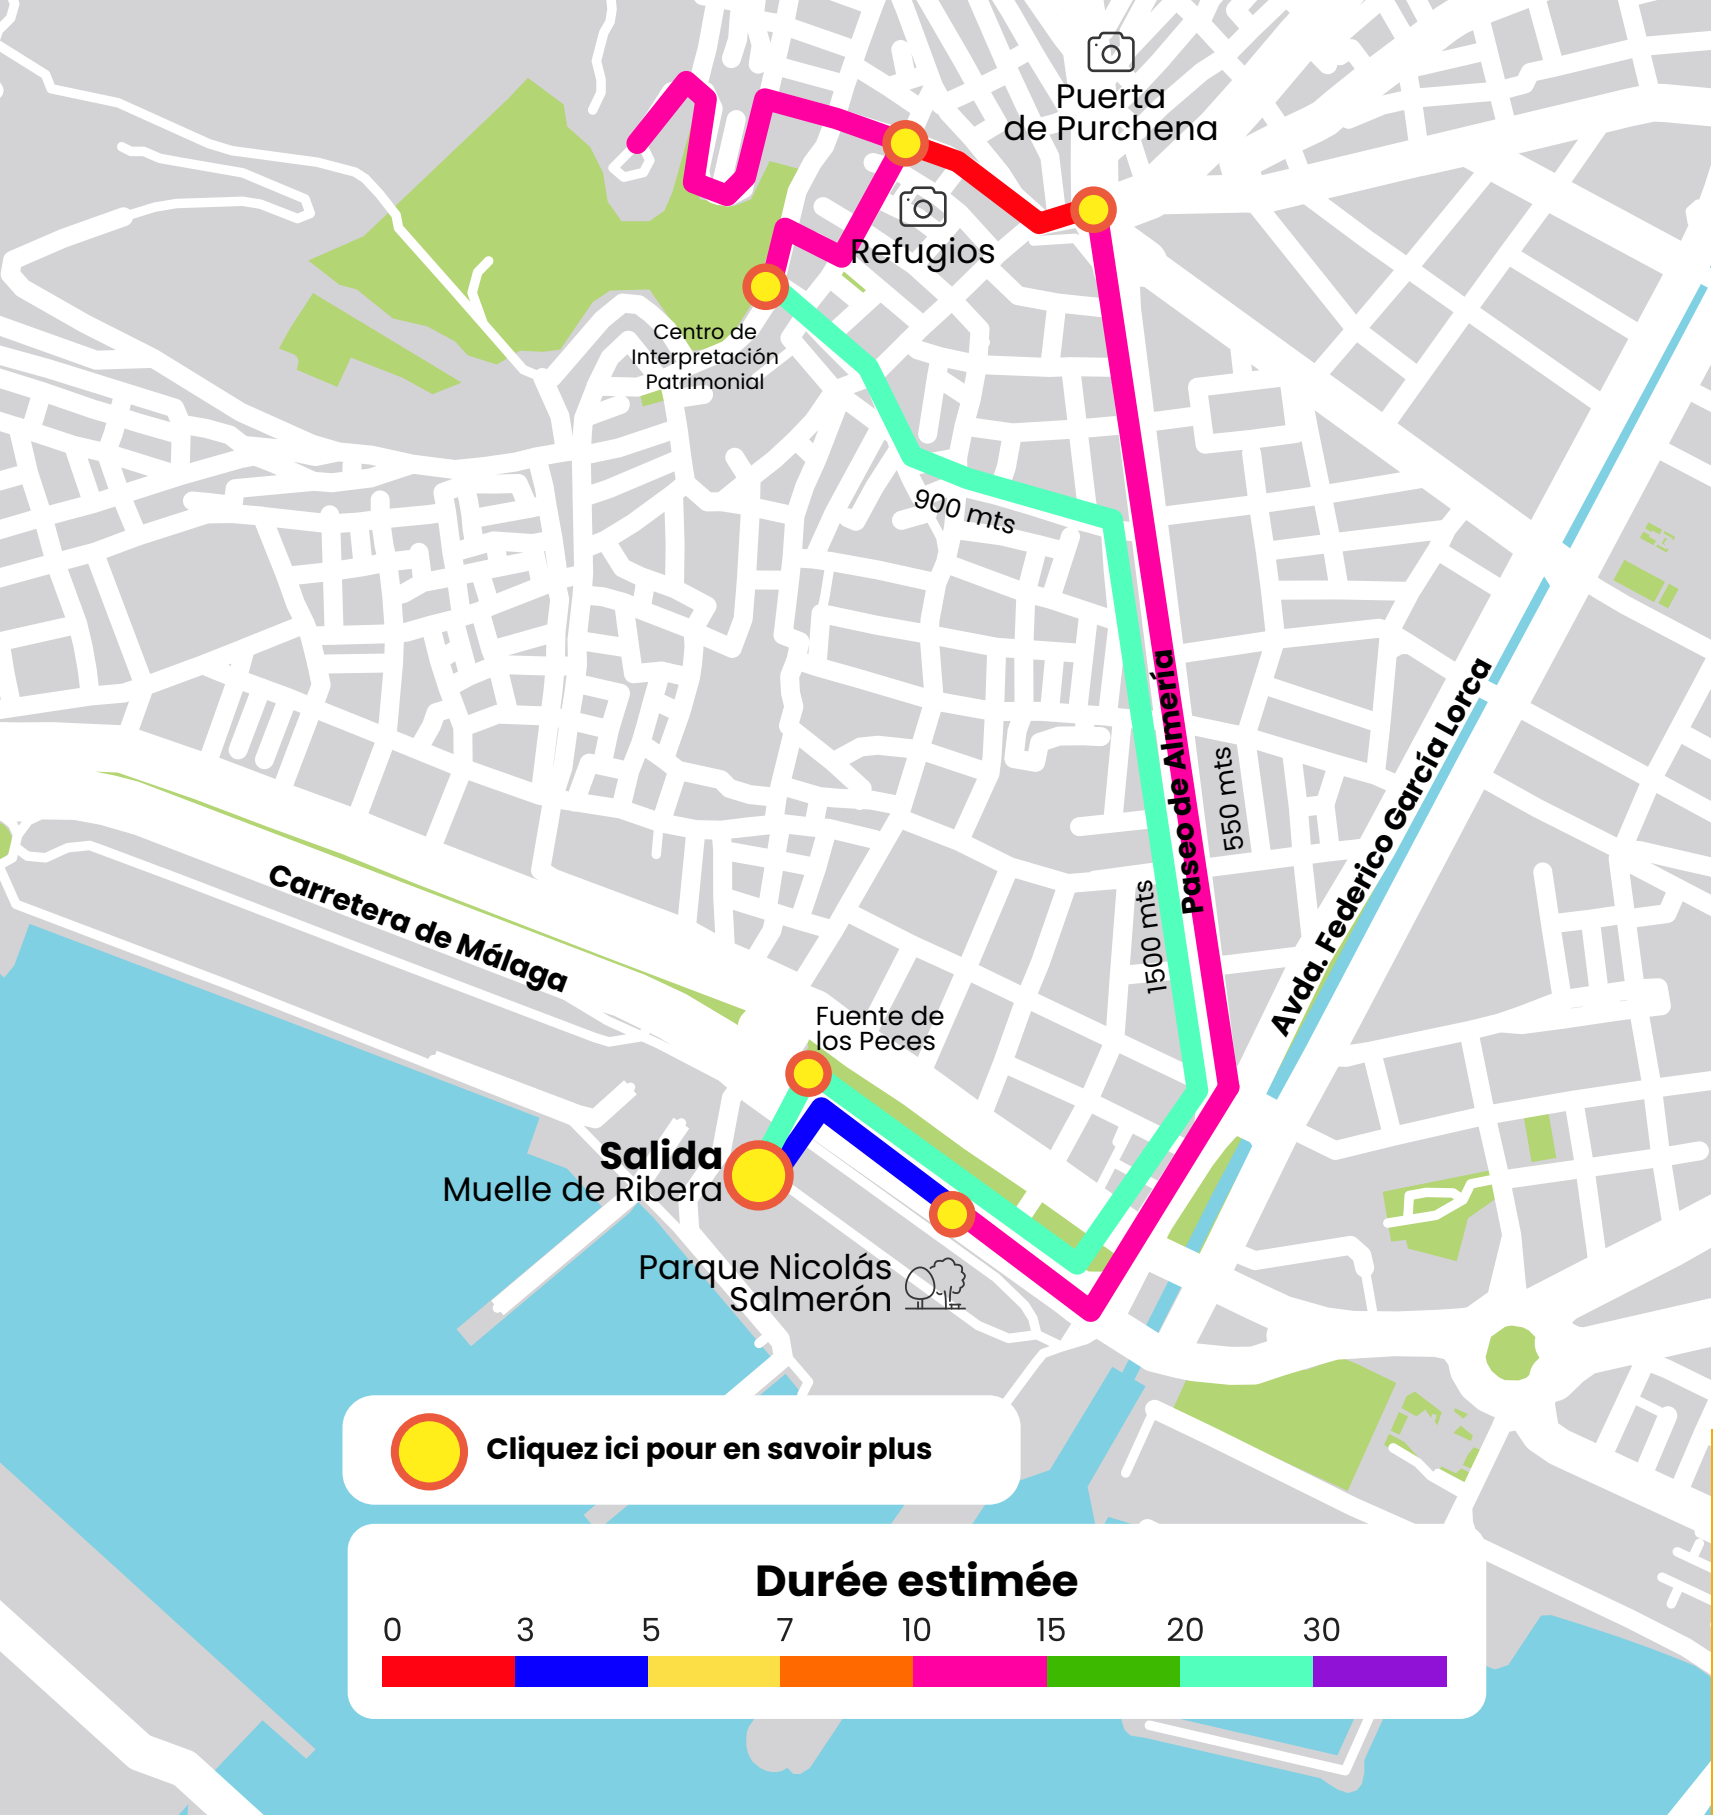 Puerta
de Purchena
Refugios
Centro de
Interpretación
Patrimonial
900 mts
Paseo de Almería
550 mts
1500 mts
Avda. Federico García Lorca
Carretera de Málaga
Fuente de
los Peces
Salida
Muelle de Ribera
Parque Nicolás
Salmerón
Cliquez ici pour en savoir plus
Durée estimée
0 3 5 7 10 15 20 30